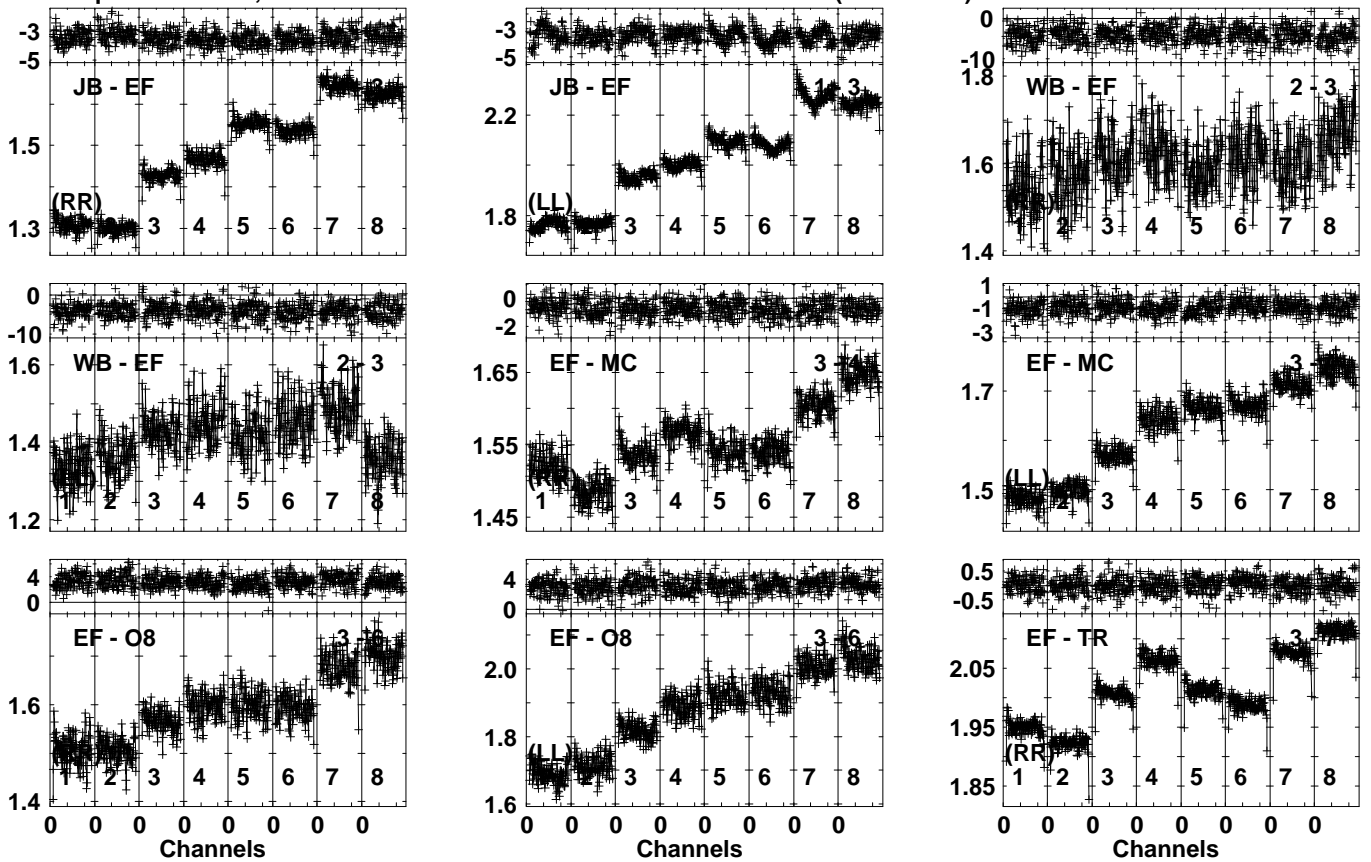 -3
-5
JB - EF
3
1.5
(RR)
1.3
3 4 5 6 7 8
-3
-5
JB - EF
1 - 3
2.2
(LL)
1.8
3 4 5 6 7 8
0
-10
1.8
WB - EF
2 - 3
1.6
1.4
1 2 3 4 5 6 7 8
0
-10
1.6
WB - EF
2 - 3
1.4
1.2
1 2 3 4 5 6 7 8
0
-2
EF - MC
1.65
1.55
(RR)
1.45
1 3 4 5 6 7 8
1
-1
-3
EF - MC
3 -
1.7
1.5
(LL)
1 2 3 4 5 6 7 8
4
0
EF - O8
1.6
1.4
1 2 3 4 5 6 7 8
0 0 0 0 0 0 0 0
Channels
4
0
EF - O8
3 - 6
2.0
1.8
1.6
(LL)
3 4 5 6 7 8
0 0 0 0 0 0 0 0
Channels
0.5
-0.5
EF - TR
3 -
2.05
1.95
1.85
(RR)
1 2 3 4 5 6 7 8
0 0 0 0 0 0 0 0
Channels